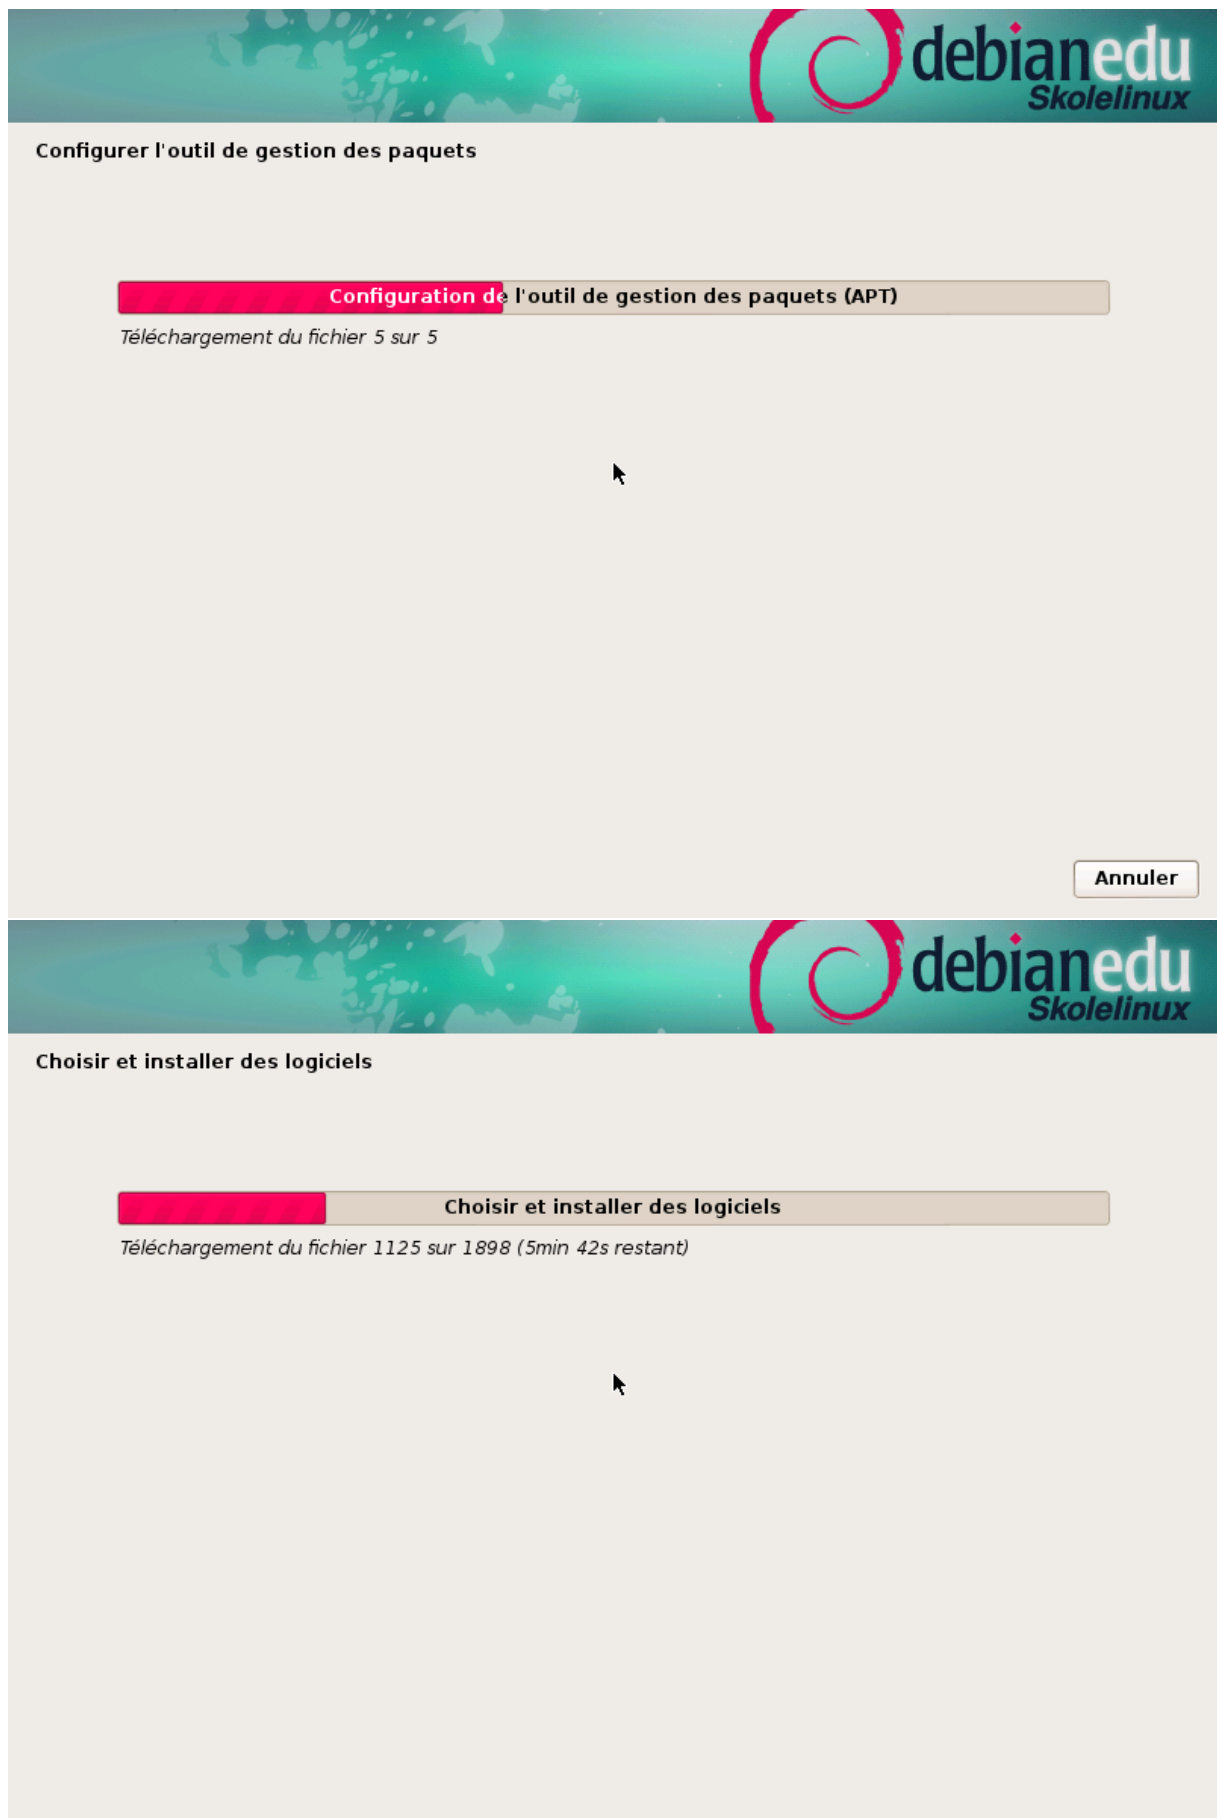 debianedu
Skolelinux
Configurer l'outil de gestion des paquets
Configuration de l'outil de gestion des paquets (APT)
Téléchargement du fichier 5 sur 5
Annuler
debianedu
Skolelinux
Choisir et installer des logiciels
Choisir et installer des logiciels
Téléchargement du fichier 1125 sur 1898 (5min 42s restant)